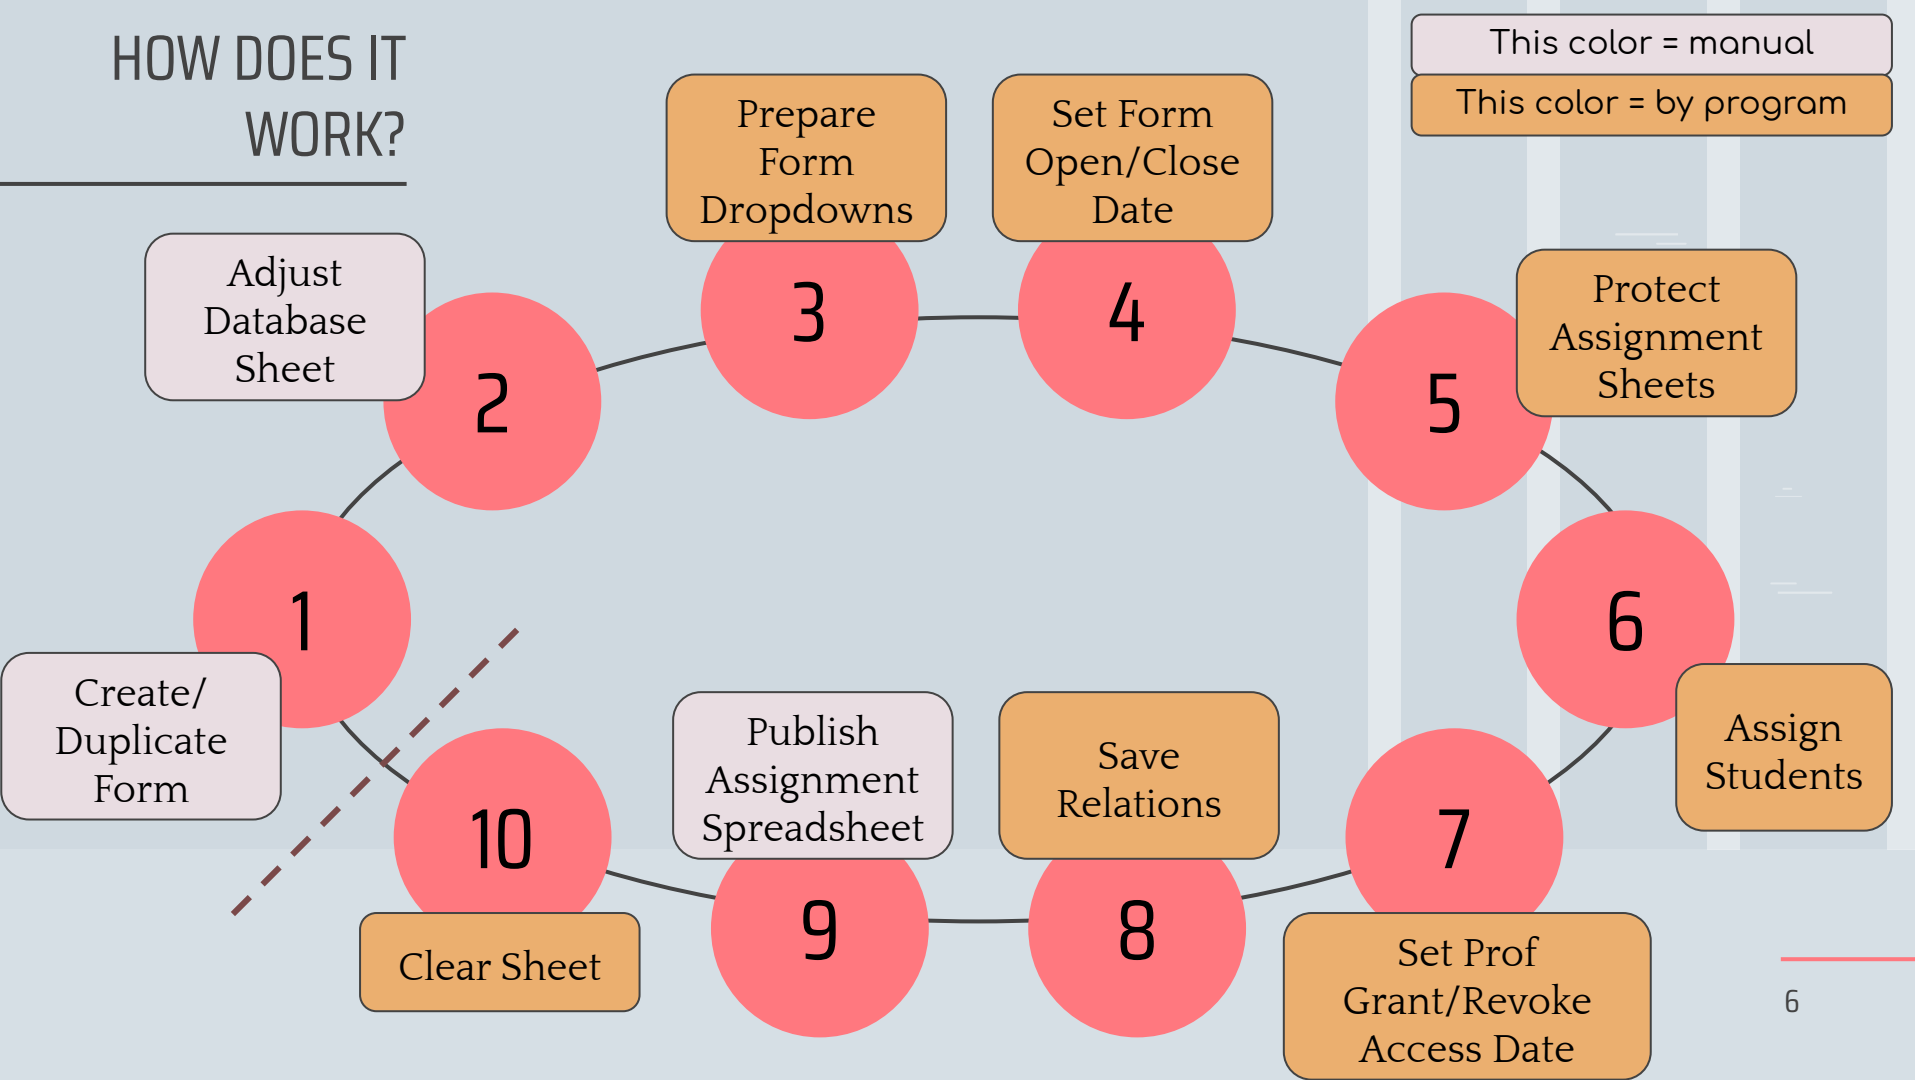 HOW DOES IT
WORK?
This color = manual
This color = by program
1
Create/
Duplicate
Form
2
Adjust
Database
Sheet
3
Prepare
Form
Dropdowns
4
Set Form
Open/Close
Date
5
Protect
Assignment
Sheets
6
Assign
Students
7
Set Prof
Grant/Revoke
Access Date
8
Save
Relations
9
Publish
Assignment
Spreadsheet
10
Clear Sheet
6